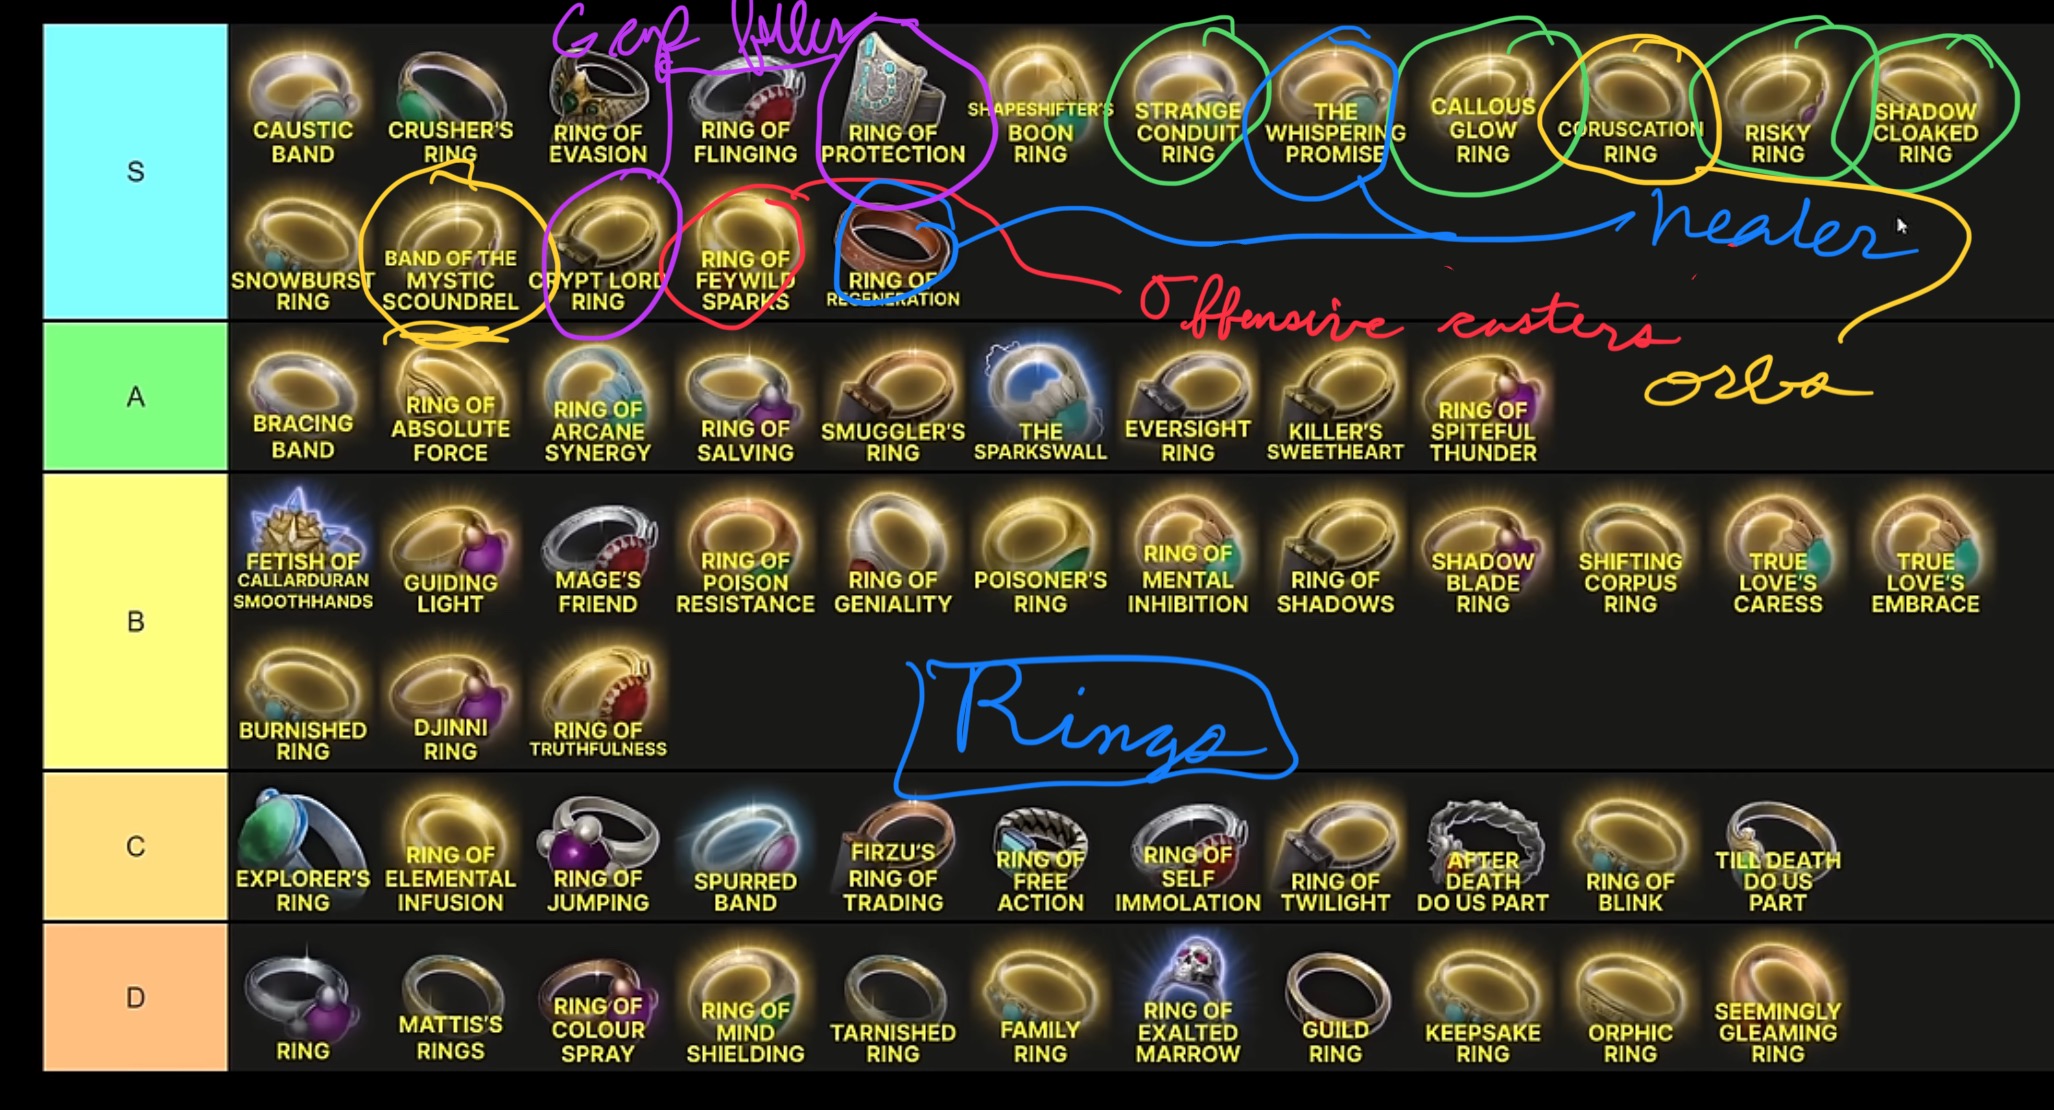 Gear filler
S
CAUSTIC BAND
CRUSHER'S RING
RING OF EVASION
RING OF FLINGING
RING OF PROTECTION
SHAPESHIFTER'S BOON RING
STRANGE CONDUIT RING
THE WHISPERING PROMISE
CALLOUS GLOW RING
CORUSCATION RING
RISKY RING
SHADOW CLOAKED RING
SNOWBURST RING
BAND OF THE MYSTIC SCOUNDREL
CRYPT LORD RING
RING OF FEYWILD SPARKS
RING OF REGENERATION
healer
Offensive casters
orbs
A
BRACING BAND
RING OF ABSOLUTE FORCE
RING OF ARCANE SYNERGY
RING OF SALVING
SMUGGLER'S RING
THE SPARKSWALL
EVERSIGHT RING
KILLER'S SWEETHEART
RING OF SPITEFUL THUNDER
B
FETISH OF CALLARDURAN SMOOTHHANDS
GUIDING LIGHT
MAGE'S FRIEND
RING OF POISON RESISTANCE
RING OF GENIALITY
POISONER'S RING
RING OF MENTAL INHIBITION
RING OF SHADOWS
SHADOW BLADE RING
SHIFTING CORPUS RING
TRUE LOVE'S CARESS
TRUE LOVE'S EMBRACE
BURNISHED RING
DJINNI RING
RING OF TRUTHFULNESS
Rings
C
EXPLORER'S RING
RING OF ELEMENTAL INFUSION
RING OF JUMPING
SPURRED BAND
FIRZU'S RING OF TRADING
RING OF FREE ACTION
RING OF SELF IMMOLATION
RING OF TWILIGHT
AFTER DEATH DO US PART
RING OF BLINK
TILL DEATH DO US PART
D
RING
MATTIS'S RINGS
RING OF COLOUR SPRAY
RING OF MIND SHIELDING
TARNISHED RING
FAMILY RING
RING OF EXALTED MARROW
GUILD RING
KEEPSAKE RING
ORPHIC RING
SEEMINGLY GLEAMING RING